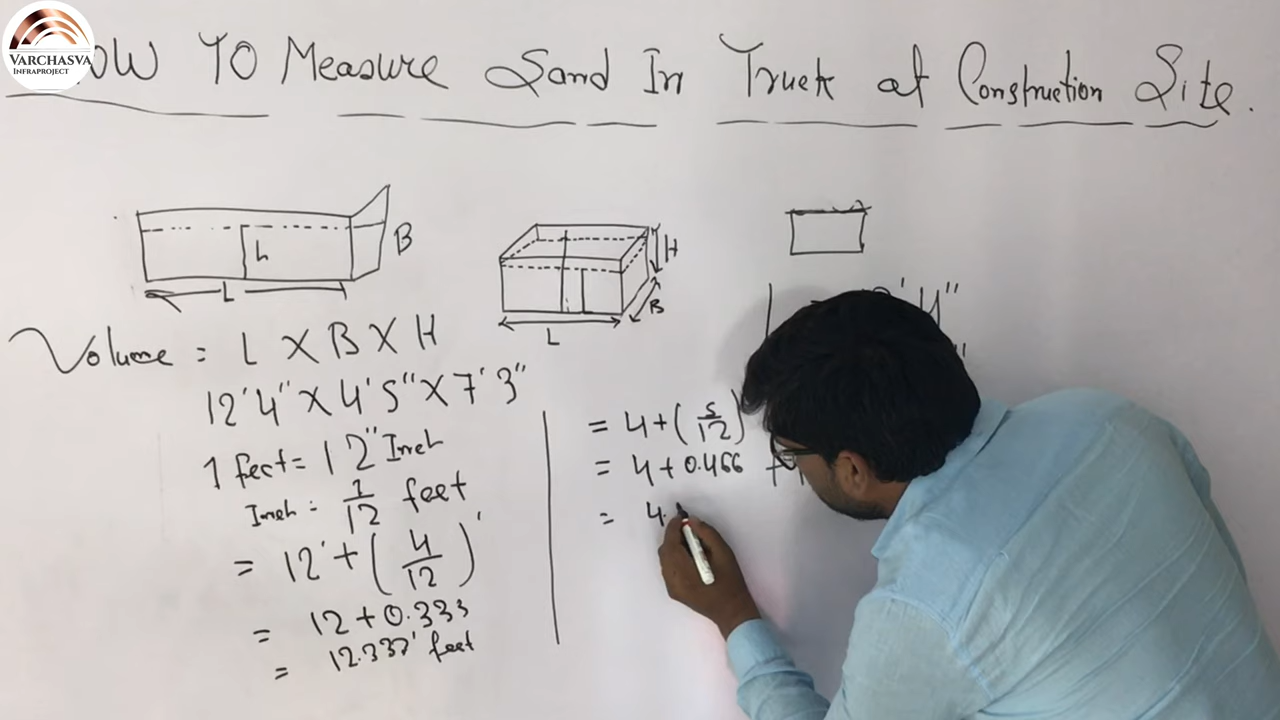 VARCHASVA
INFRAPROJECT
OW TO Measure Sand In Truck at Construction Site.
h
L
B
L
B
H
Volume = L X B X H
12'4" X 4'5" X 7'3"
1 feet = 12" Inch
Inch = 1/12 feet
= 12' + (4/12)'
= 12 + 0.333
= 12.333' feet
= 4 + (5/12)
= 4 + 0.466
= 4.
4"